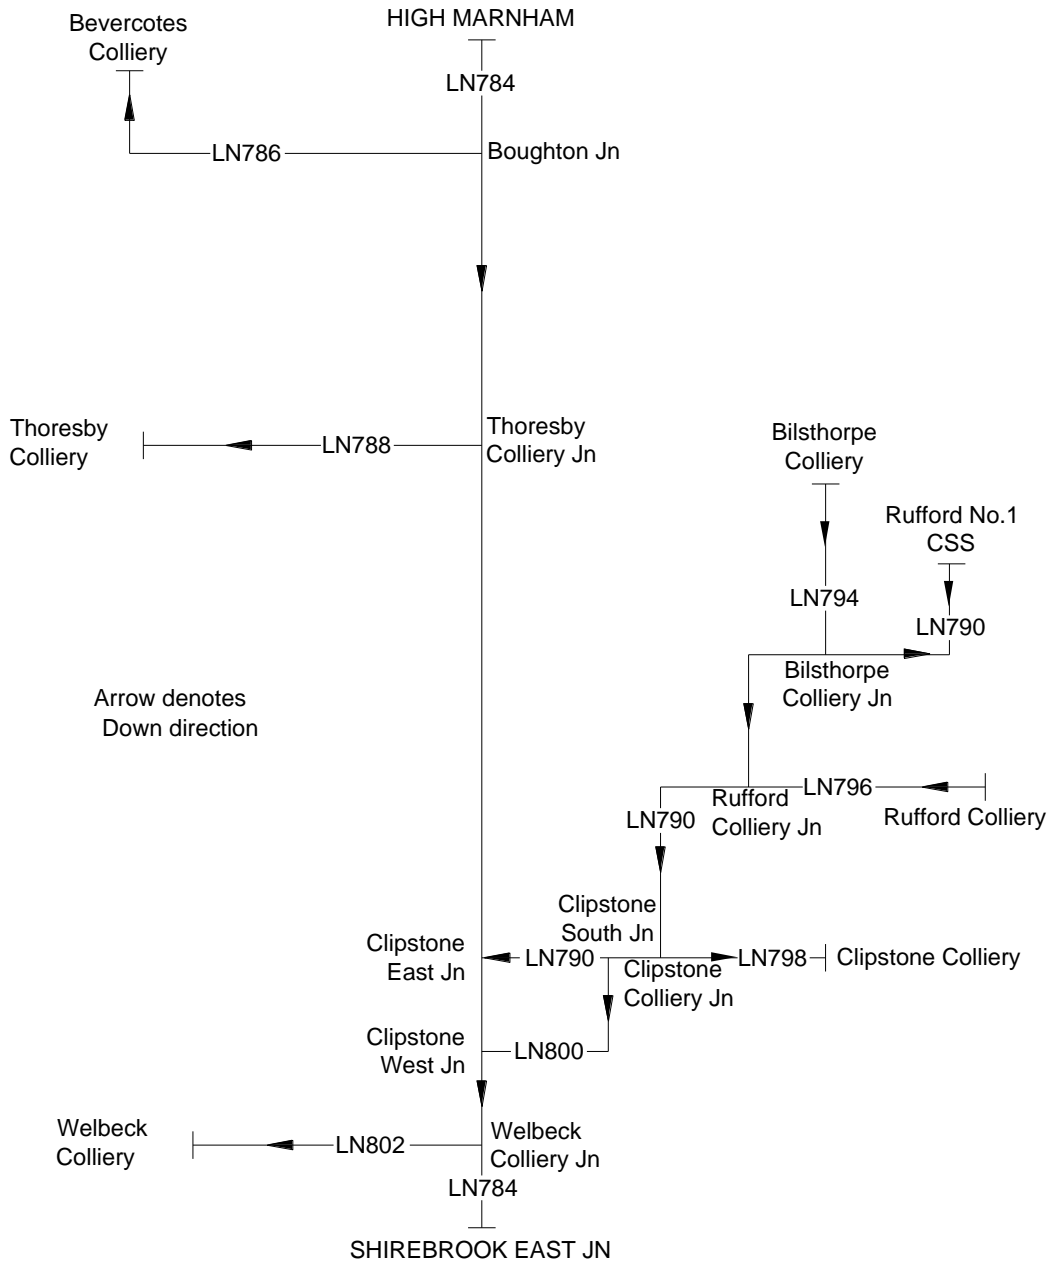 HIGH MARNHAM
Bevercotes
Colliery
LN784
LN786
Boughton Jn
Thoresby
Colliery
LN788
Thoresby
Colliery Jn
Bilsthorpe
Colliery
Rufford No.1
CSS
LN794
LN790
Bilsthorpe
Colliery Jn
Arrow denotes
Down direction
LN796
Rufford
Colliery Jn
Rufford Colliery
LN790
Clipstone
South Jn
Clipstone
East Jn
LN790
Clipstone
Colliery Jn
LN798
Clipstone Colliery
Clipstone
West Jn
LN800
Welbeck
Colliery
LN802
Welbeck
Colliery Jn
LN784
SHIREBROOK EAST JN